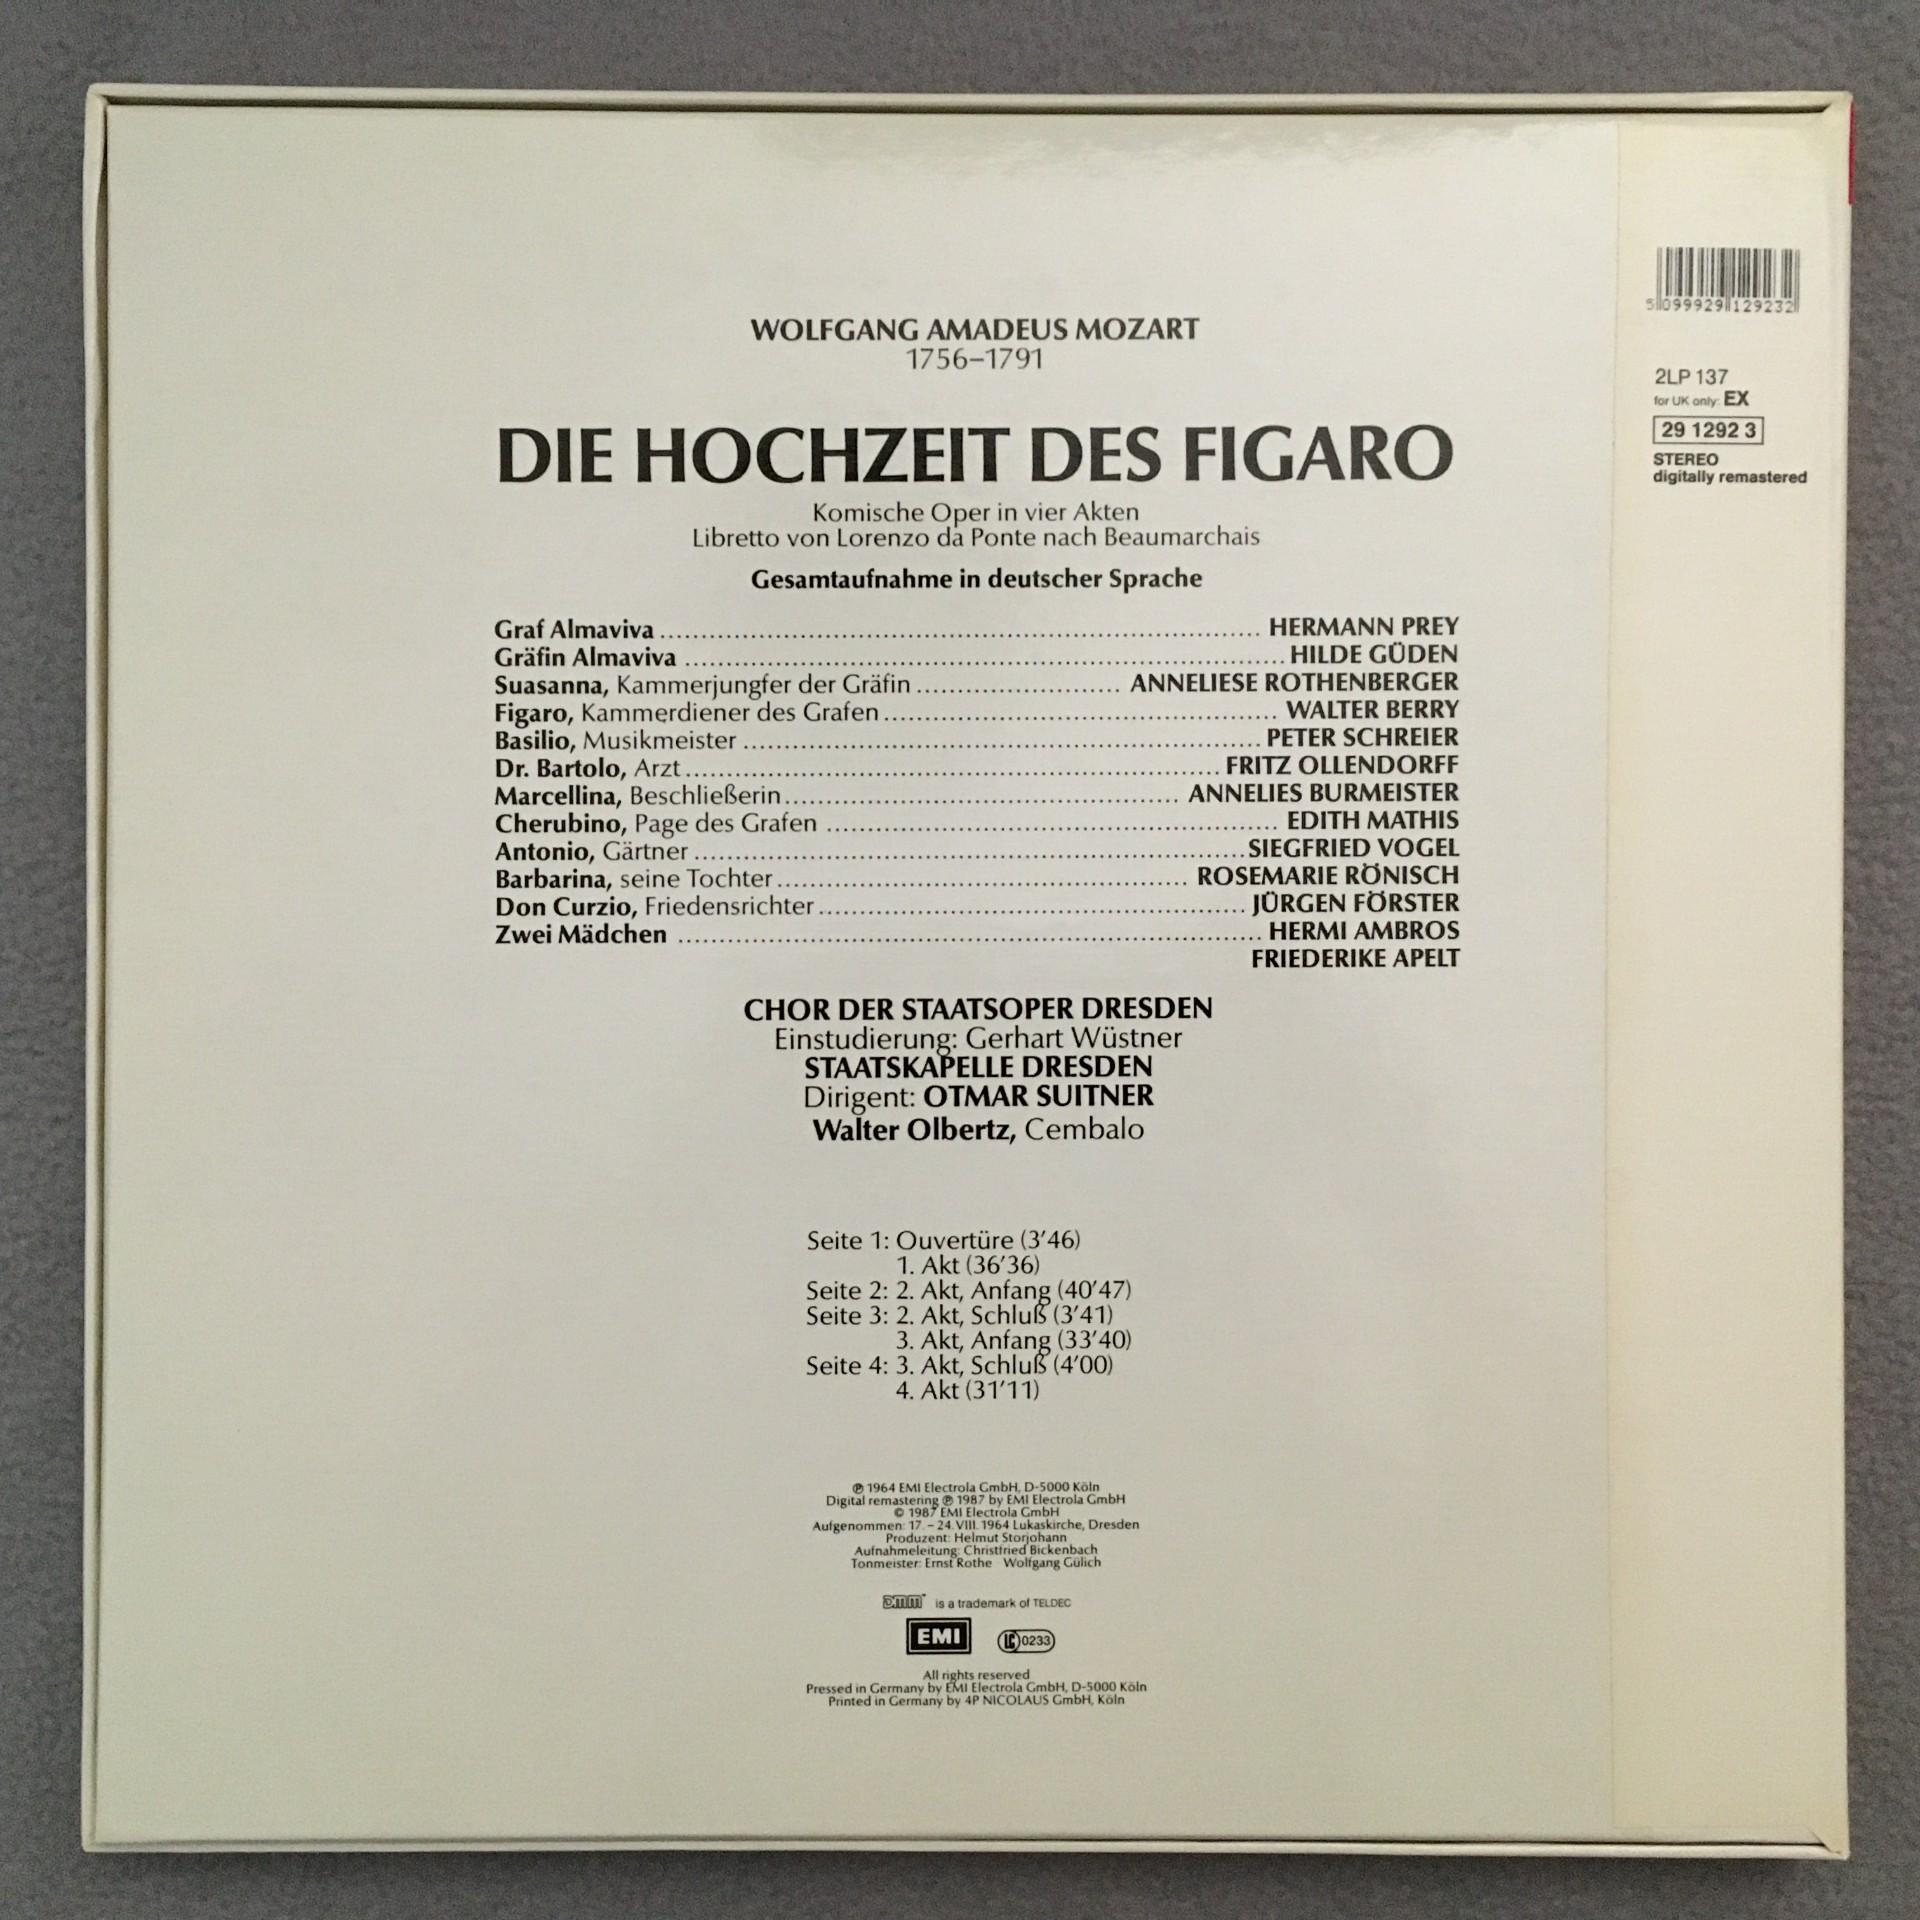 WOLFGANG AMADEUS MOZART
1756–1791
DIE HOCHZEIT DES FIGARO
Komische Oper in vier Akten
Libretto von Lorenzo da Ponte nach Beaumarchais
Gesamtaufnahme in deutscher Sprache
Graf Almaviva ........ HERMANN PREY
Gräfin Almaviva ........ HILDE GÜDEN
Suasanna, Kammerjungfer der Gräfin ........ ANNELIESE ROTHENBERGER
Figaro, Kammerdiener des Grafen ........ WALTER BERRY
Basilio, Musikmeister ........ PETER SCHREIER
Dr. Bartolo, Arzt ........ FRITZ OLLENDORFF
Marcellina, Beschließerin ........ ANNELIES BURMEISTER
Cherubino, Page des Grafen ........ EDITH MATHIS
Antonio, Gärtner ........ SIEGFRIED VOGEL
Barbarina, seine Tochter ........ ROSEMARIE RÖNISCH
Don Curzio, Friedensrichter ........ JÜRGEN FÖRSTER
Zwei Mädchen ........ HERMI AMBROS
FRIEDERIKE APELT
CHOR DER STAATSOPER DRESDEN
Einstudierung: Gerhart Wüstner
STAATSKAPELLE DRESDEN
Dirigent: OTMAR SUITNER
Walter Olbertz, Cembalo
Seite 1: Ouvertüre (3'46)
1. Akt (36'36)
Seite 2: 2. Akt, Anfang (40'47)
Seite 3: 2. Akt, Schluß (3'41)
3. Akt, Anfang (33'40)
Seite 4: 3. Akt, Schluß (4'00)
4. Akt (31'11)
℗ 1964 EMI Electrola GmbH, D-5000 Köln
Digital remastering ℗ 1987 by EMI Electrola GmbH
© 1987 EMI Electrola GmbH
Aufgenommen: 17. – 24. VIII. 1964 Lukaskirche, Dresden
Produzent: Helmut Storjohann
Aufnahmeleitung: Christfried Bickenbach
Tonmeister: Ernst Rothe · Wolfgang Gülich
DMM™ is a trademark of TELDEC
EMI LC 0233
All rights reserved
Pressed in Germany by EMI Electrola GmbH, D-5000 Köln
Printed in Germany by 4P NICOLAUS GmbH, Köln
5 099929 129232
2LP 137
for UK only: EX
29 1292 3
STEREO
digitally remastered